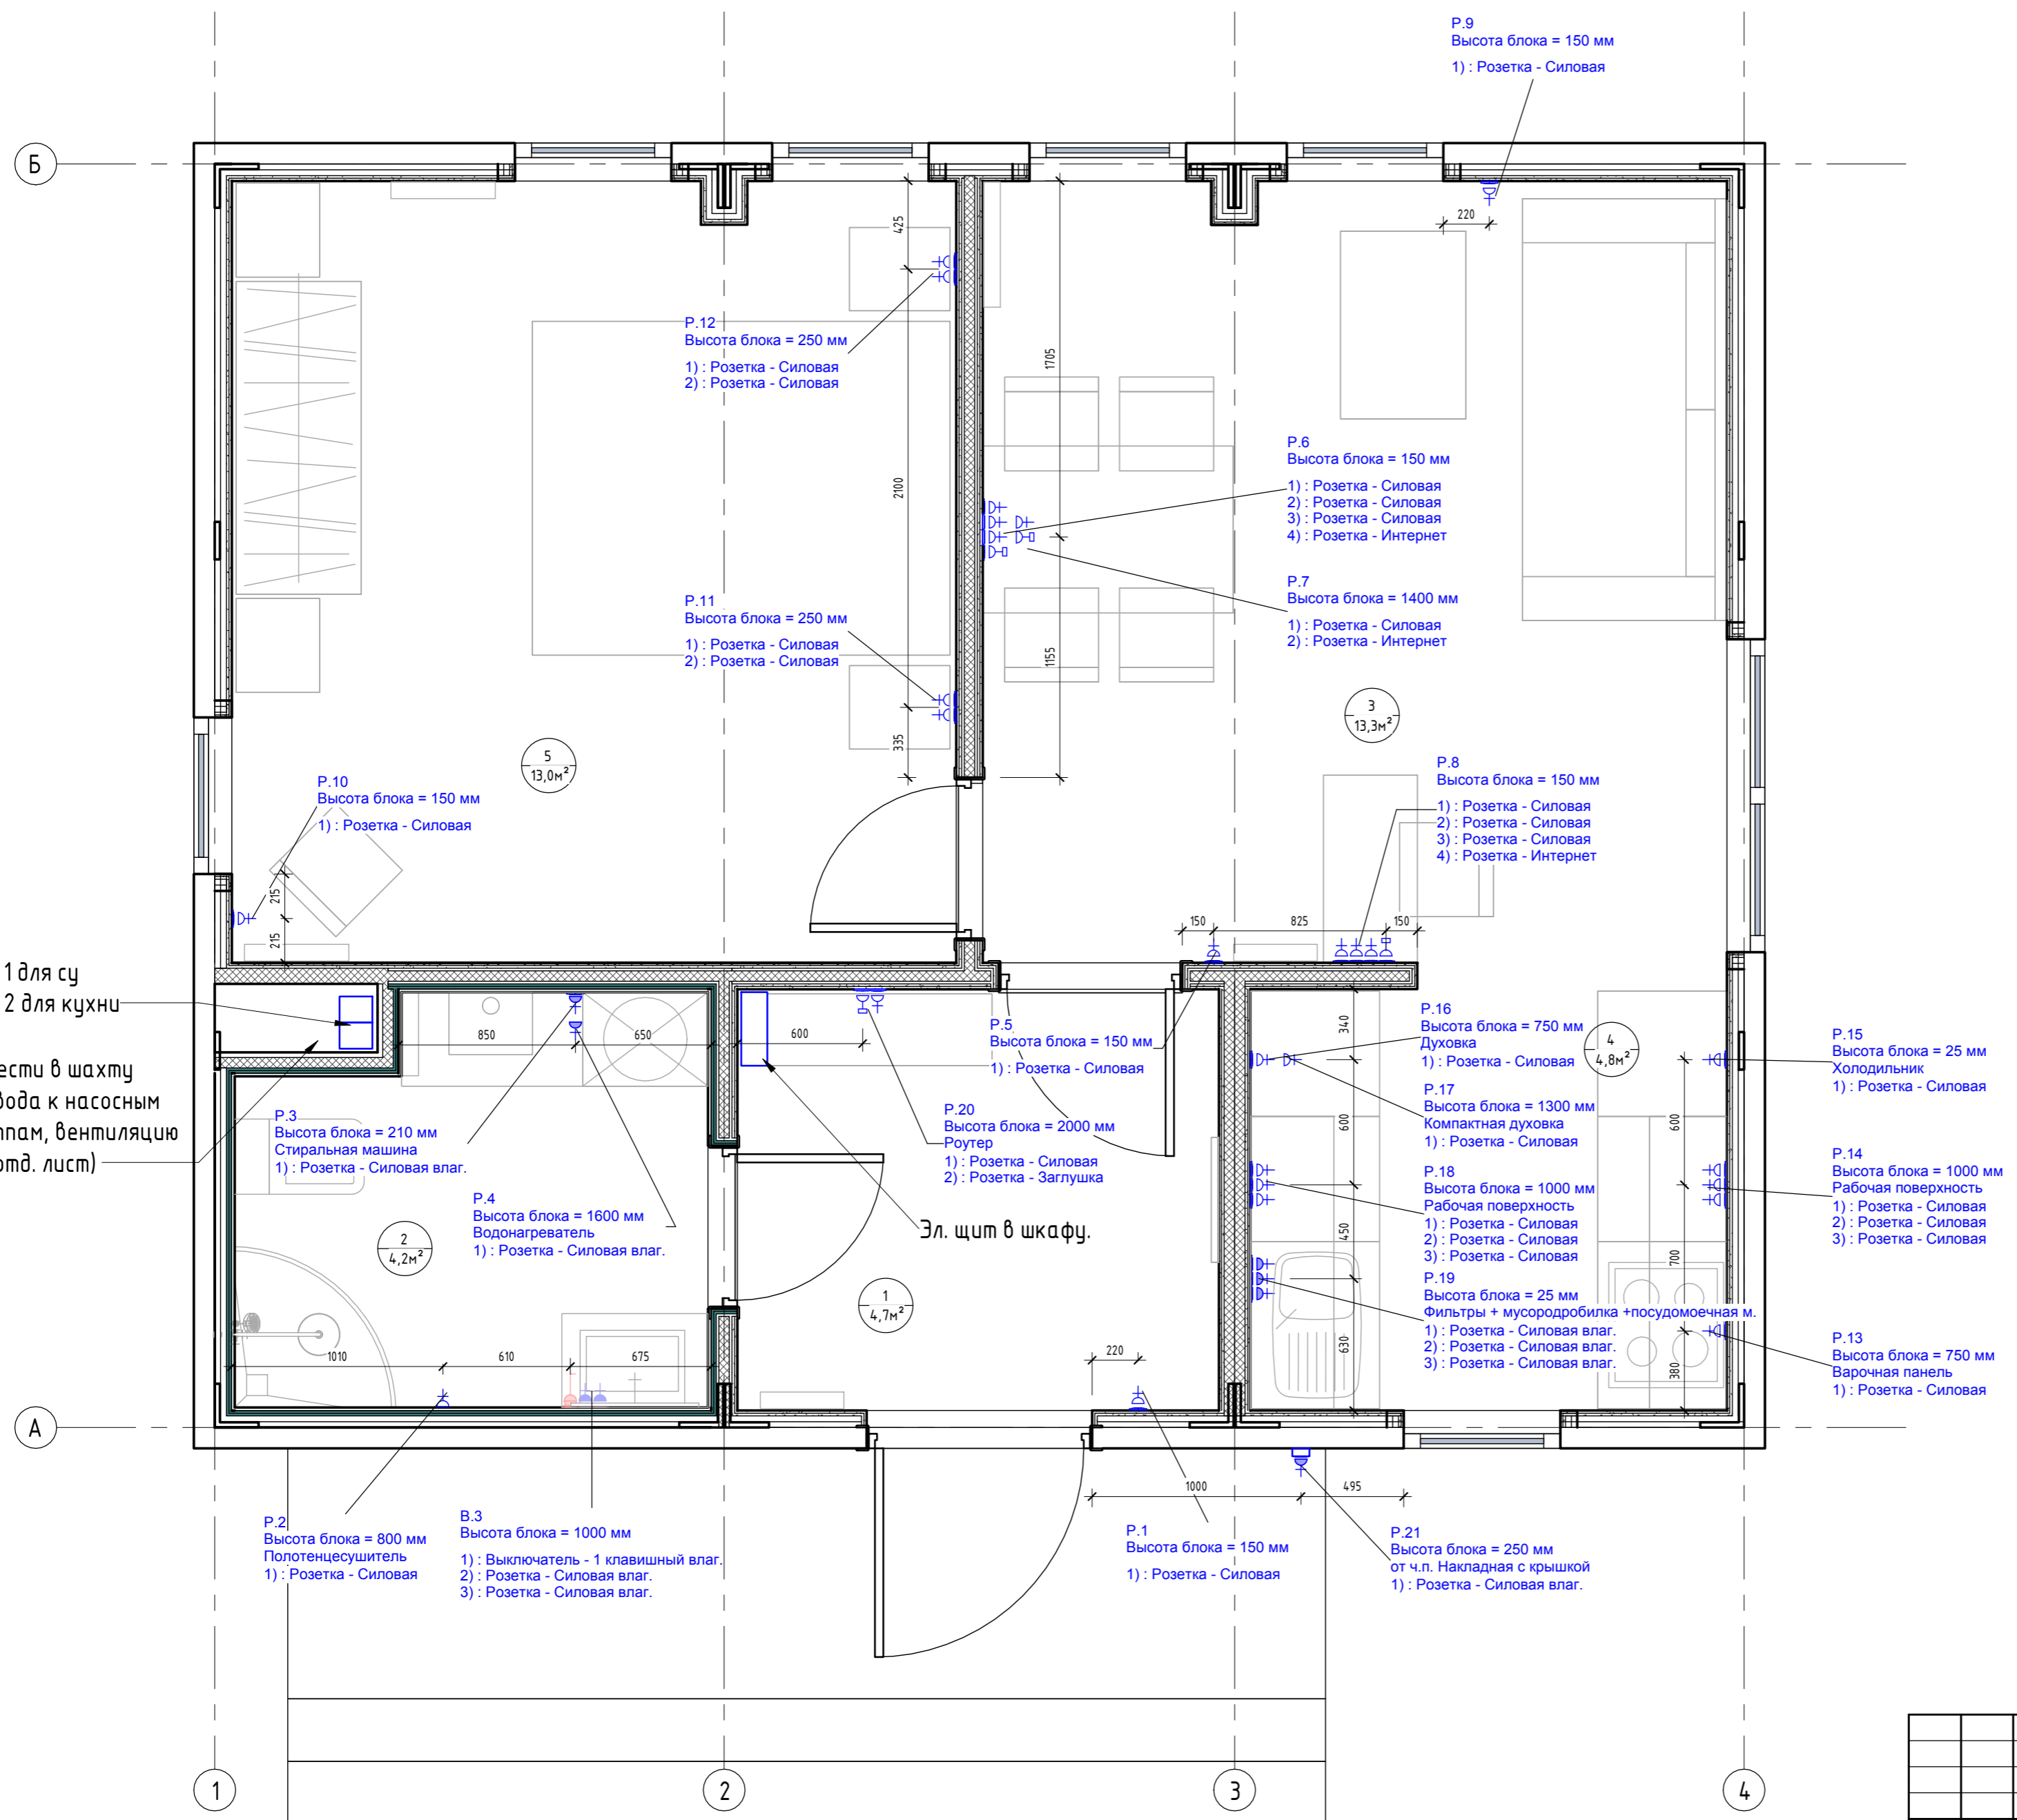 Р.9
Высота блока = 150 мм
1) : Розетка - Силовая
Б
220
425
Р.12
Высота блока = 250 мм
1) : Розетка - Силовая
2) : Розетка - Силовая
1705
2100
Р.6
Высота блока = 150 мм
1) : Розетка - Силовая
2) : Розетка - Силовая
3) : Розетка - Силовая
4) : Розетка - Интернет
Р.7
Высота блока = 1400 мм
1) : Розетка - Силовая
2) : Розетка - Интернет
Р.11
Высота блока = 250 мм
1) : Розетка - Силовая
2) : Розетка - Силовая
1155
335
3
13,3м²
5
13,0м²
Р.10
Высота блока = 150 мм
1) : Розетка - Силовая
215
215
Р.8
Высота блока = 150 мм
1) : Розетка - Силовая
2) : Розетка - Силовая
3) : Розетка - Силовая
4) : Розетка - Интернет
150
825
150
1 для су
2 для кухни
ести в шахту
вода к насосным
ппам, вентиляцию
отд. лист)
850
650
600
Р.5
Высота блока = 150 мм
1) : Розетка - Силовая
340
Р.16
Высота блока = 750 мм
Духовка
1) : Розетка - Силовая
4
4,8м²
Р.15
Высота блока = 25 мм
Холодильник
1) : Розетка - Силовая
Р.3
Высота блока = 210 мм
Стиральная машина
1) : Розетка - Силовая влаг.
Р.20
Высота блока = 2000 мм
Роутер
1) : Розетка - Силовая
2) : Розетка - Заглушка
600
Р.17
Высота блока = 1300 мм
Компактная духовка
1) : Розетка - Силовая
600
Р.14
Высота блока = 1000 мм
Рабочая поверхность
1) : Розетка - Силовая
2) : Розетка - Силовая
3) : Розетка - Силовая
Р.4
Высота блока = 1600 мм
Водонагреватель
1) : Розетка - Силовая влаг.
Эл. щит в шкафу.
Р.18
Высота блока = 1000 мм
Рабочая поверхность
1) : Розетка - Силовая
2) : Розетка - Силовая
3) : Розетка - Силовая
450
700
2
4,2м²
1
4,7м²
Р.19
Высота блока = 25 мм
Фильтры + мусородробилка +посудомоечная м.
1) : Розетка - Силовая влаг.
2) : Розетка - Силовая влаг.
3) : Розетка - Силовая влаг.
630
380
Р.13
Высота блока = 750 мм
Варочная панель
1) : Розетка - Силовая
1010
610
675
220
А
1000
495
Р.2
Высота блока = 800 мм
Полотенцесушитель
1) : Розетка - Силовая
В.3
Высота блока = 1000 мм
1) : Выключатель - 1 клавишный влаг.
2) : Розетка - Силовая влаг.
3) : Розетка - Силовая влаг.
Р.1
Высота блока = 150 мм
1) : Розетка - Силовая
Р.21
Высота блока = 250 мм
от ч.п. Накладная с крышкой
1) : Розетка - Силовая влаг.
1
2
3
4